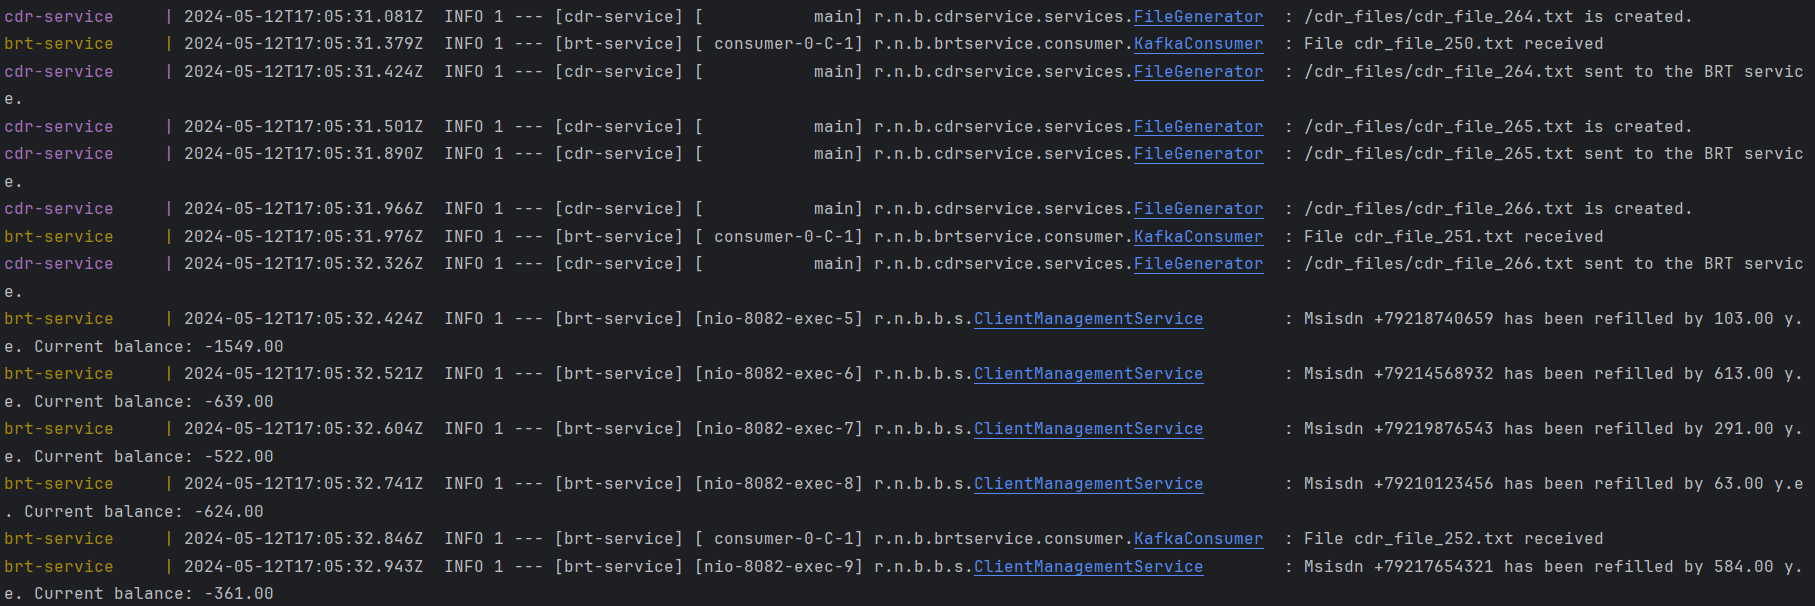 cdr-service     | 2024-05-12T17:05:31.081Z  INFO 1 --- [cdr-service] [           main] r.n.b.cdrservice.services.FileGenerator  : /cdr_files/cdr_file_264.txt is created.
brt-service     | 2024-05-12T17:05:31.379Z  INFO 1 --- [brt-service] [ consumer-0-C-1] r.n.b.brtservice.consumer.KafkaConsumer  : File cdr_file_250.txt received
cdr-service     | 2024-05-12T17:05:31.424Z  INFO 1 --- [cdr-service] [           main] r.n.b.cdrservice.services.FileGenerator  : /cdr_files/cdr_file_264.txt sent to the BRT servic
e.
cdr-service     | 2024-05-12T17:05:31.501Z  INFO 1 --- [cdr-service] [           main] r.n.b.cdrservice.services.FileGenerator  : /cdr_files/cdr_file_265.txt is created.
cdr-service     | 2024-05-12T17:05:31.890Z  INFO 1 --- [cdr-service] [           main] r.n.b.cdrservice.services.FileGenerator  : /cdr_files/cdr_file_265.txt sent to the BRT servic
e.
cdr-service     | 2024-05-12T17:05:31.966Z  INFO 1 --- [cdr-service] [           main] r.n.b.cdrservice.services.FileGenerator  : /cdr_files/cdr_file_266.txt is created.
brt-service     | 2024-05-12T17:05:31.976Z  INFO 1 --- [brt-service] [ consumer-0-C-1] r.n.b.brtservice.consumer.KafkaConsumer  : File cdr_file_251.txt received
cdr-service     | 2024-05-12T17:05:32.326Z  INFO 1 --- [cdr-service] [           main] r.n.b.cdrservice.services.FileGenerator  : /cdr_files/cdr_file_266.txt sent to the BRT servic
e.
brt-service     | 2024-05-12T17:05:32.424Z  INFO 1 --- [brt-service] [nio-8082-exec-5] r.n.b.b.s.ClientManagementService        : Msisdn +79218740659 has been refilled by 103.00 y.
e. Current balance: -1549.00
brt-service     | 2024-05-12T17:05:32.521Z  INFO 1 --- [brt-service] [nio-8082-exec-6] r.n.b.b.s.ClientManagementService        : Msisdn +79214568932 has been refilled by 613.00 y.
e. Current balance: -639.00
brt-service     | 2024-05-12T17:05:32.604Z  INFO 1 --- [brt-service] [nio-8082-exec-7] r.n.b.b.s.ClientManagementService        : Msisdn +79219876543 has been refilled by 291.00 y.
e. Current balance: -522.00
brt-service     | 2024-05-12T17:05:32.741Z  INFO 1 --- [brt-service] [nio-8082-exec-8] r.n.b.b.s.ClientManagementService        : Msisdn +79210123456 has been refilled by 63.00 y.e
. Current balance: -624.00
brt-service     | 2024-05-12T17:05:32.846Z  INFO 1 --- [brt-service] [ consumer-0-C-1] r.n.b.brtservice.consumer.KafkaConsumer  : File cdr_file_252.txt received
brt-service     | 2024-05-12T17:05:32.943Z  INFO 1 --- [brt-service] [nio-8082-exec-9] r.n.b.b.s.ClientManagementService        : Msisdn +79217654321 has been refilled by 584.00 y.
e. Current balance: -361.00